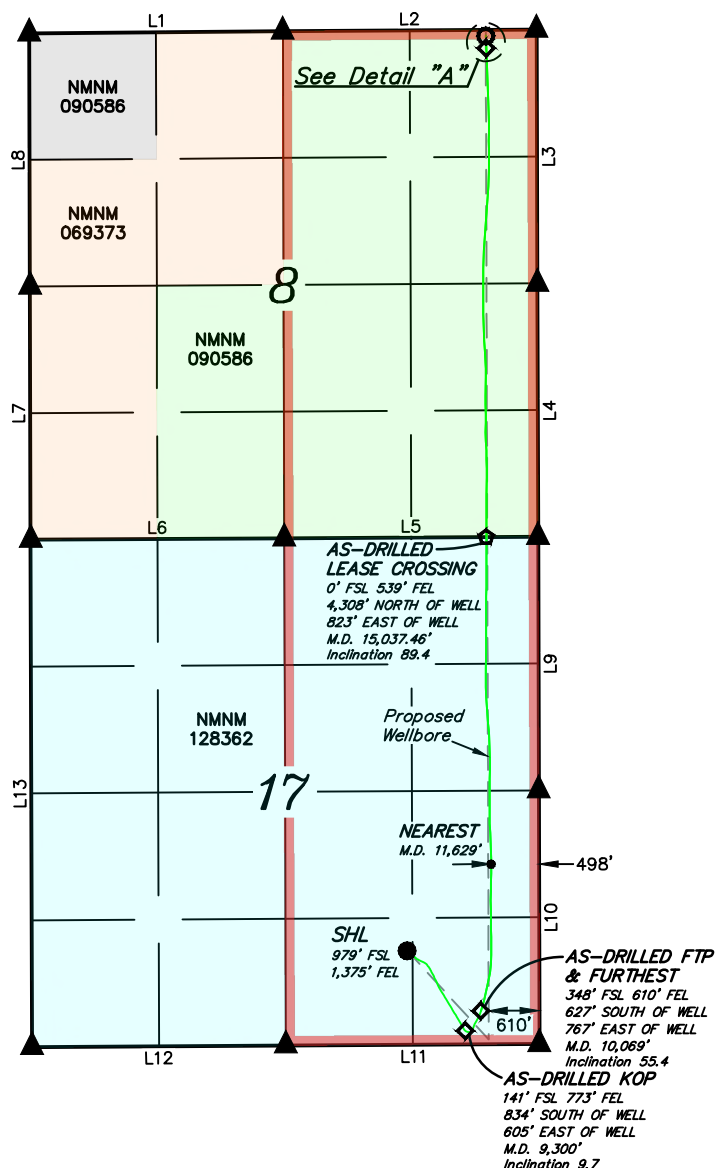 L1
L2
NMNM
090586
See Detail "A"
L8
L3
NMNM
069373
8
NMNM
090586
L7
L4
L6
L5
AS-DRILLED
LEASE CROSSING
0' FSL 539' FEL
4,308' NORTH OF WELL
823' EAST OF WELL
M.D. 15,037.46'
Inclination 89.4
L9
NMNM
128362
Proposed
Wellbore
L13
17
NEAREST
M.D. 11,629'
498'
L10
SHL
979' FSL
1,375' FEL
AS-DRILLED FTP
& FURTHEST
348' FSL 610' FEL
627' SOUTH OF WELL
767' EAST OF WELL
M.D. 10,069'
Inclination 55.4
610'
L12
L11
AS-DRILLED KOP
141' FSL 773' FEL
834' SOUTH OF WELL
605' EAST OF WELL
M.D. 9,300'
Inclination 9.7